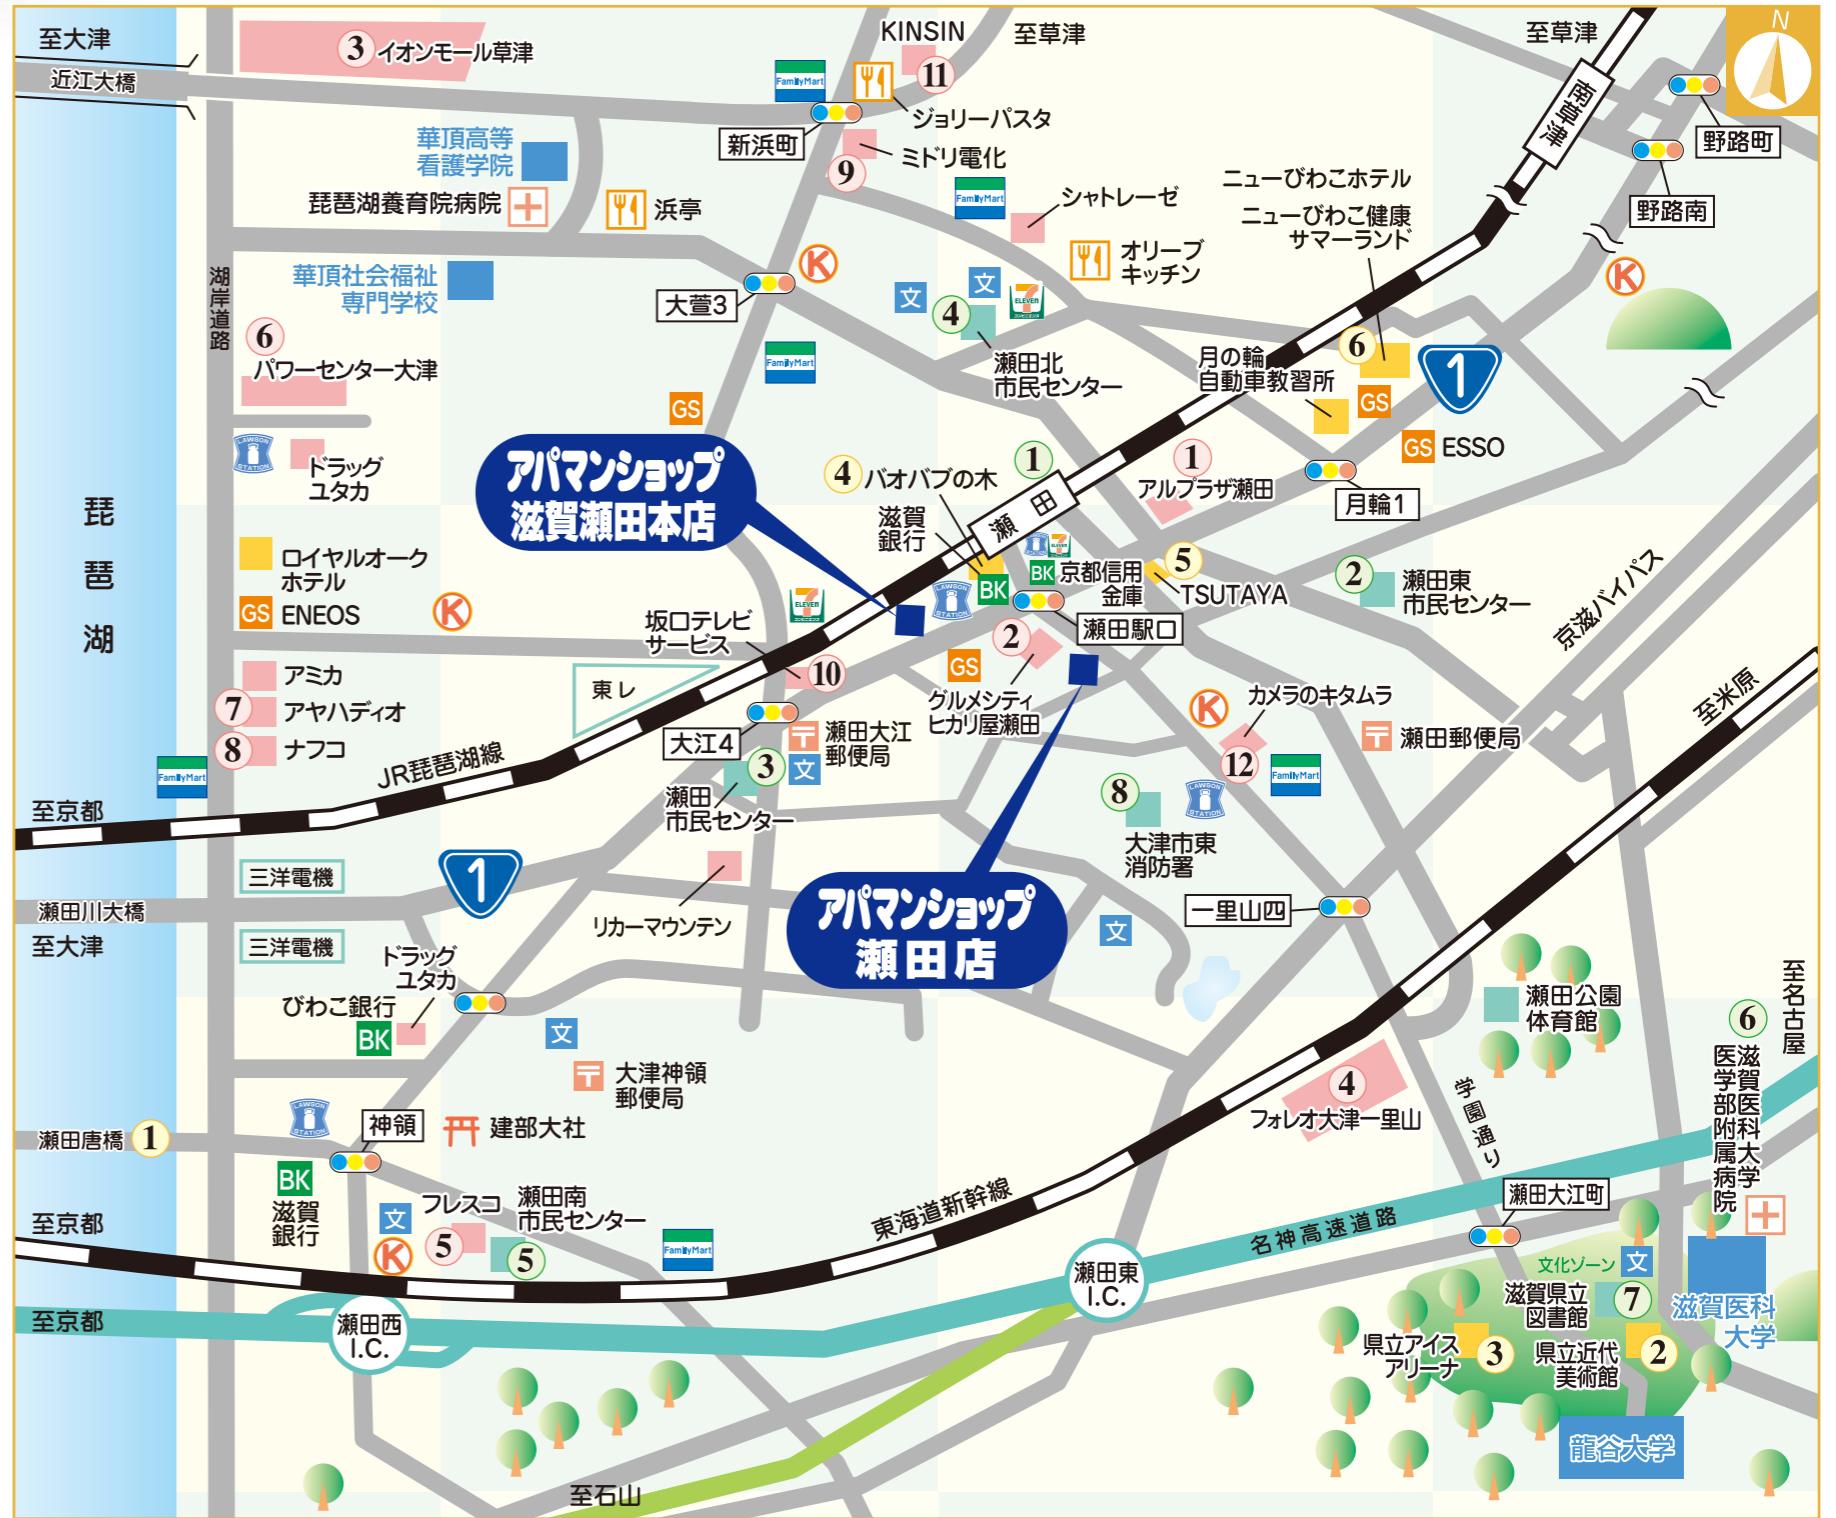 至大津
近江大橋
3
イオンモール草津
KINSIN
11
至草津
至草津
N
FamilyMart
ジョリーパスタ
新浜町
ミドリ電化
9
南草津
野路町
野路南
華頂高等
看護学院
琵琶湖養育院病院
浜亭
FamilyMart
シャトレーゼ
オリーブ
キッチン
ニューびわこホテル
ニューびわこ健康
サマーランド
湖岸道路
華頂社会福祉
専門学校
大萱3
K
文
文
4
ELEVEN
瀬田北
市民センター
K
6
パワーセンター大津
FamilyMart
6
月の輪
自動車教習所
1
GS
GS
GS ESSO
LAWSON
STATION
ドラッグ
ユタカ
アパマンショップ
滋賀瀬田本店
4
バオバブの木
滋賀
銀行
1
瀬田
1
アルプラザ瀬田
月輪1
琵琶湖
ロイヤルオーク
ホテル
GS ENEOS
K
ELEVEN
坂口テレビ
サービス
10
LAWSON
STATION
BK
LAWSON
STATION
BK
京都信用
金庫
5
TSUTAYA
瀬田駅口
2
瀬田東
市民センター
京滋バイパス
アミカ
7
アヤハディオ
8
ナフコ
東レ
GS
2
グルメシティ
ヒカリ屋瀬田
K
カメラのキタムラ
12
瀬田郵便局
至米原
大江4
瀬田大江
郵便局
3
文
瀬田
市民センター
FamilyMart
JR琵琶湖線
至京都
8
大津市東
消防署
LAWSON
STATION
FamilyMart
三洋電機
1
瀬田川大橋
至大津
三洋電機
リカーマウンテン
アパマンショップ
瀬田店
文
一里山四
ドラッグ
ユタカ
びわこ銀行
BK
文
大津神領
郵便局
瀬田公園
体育館
至名古屋
6
滋賀医科大学
医学部附属病院
4
フォレオ大津一里山
学園通り
LAWSON
STATION
神領
建部大社
瀬田唐橋
1
BK
滋賀
銀行
文
K
フレスコ
5
瀬田南
市民センター
5
FamilyMart
至京都
東海道新幹線
瀬田大江町
名神高速道路
瀬田東
I.C.
文化ゾーン
文
滋賀県立
図書館
7
滋賀医科
大学
至京都
瀬田西
I.C.
県立アイス
アリーナ
3
県立近代
美術館
2
龍谷大学
至石山